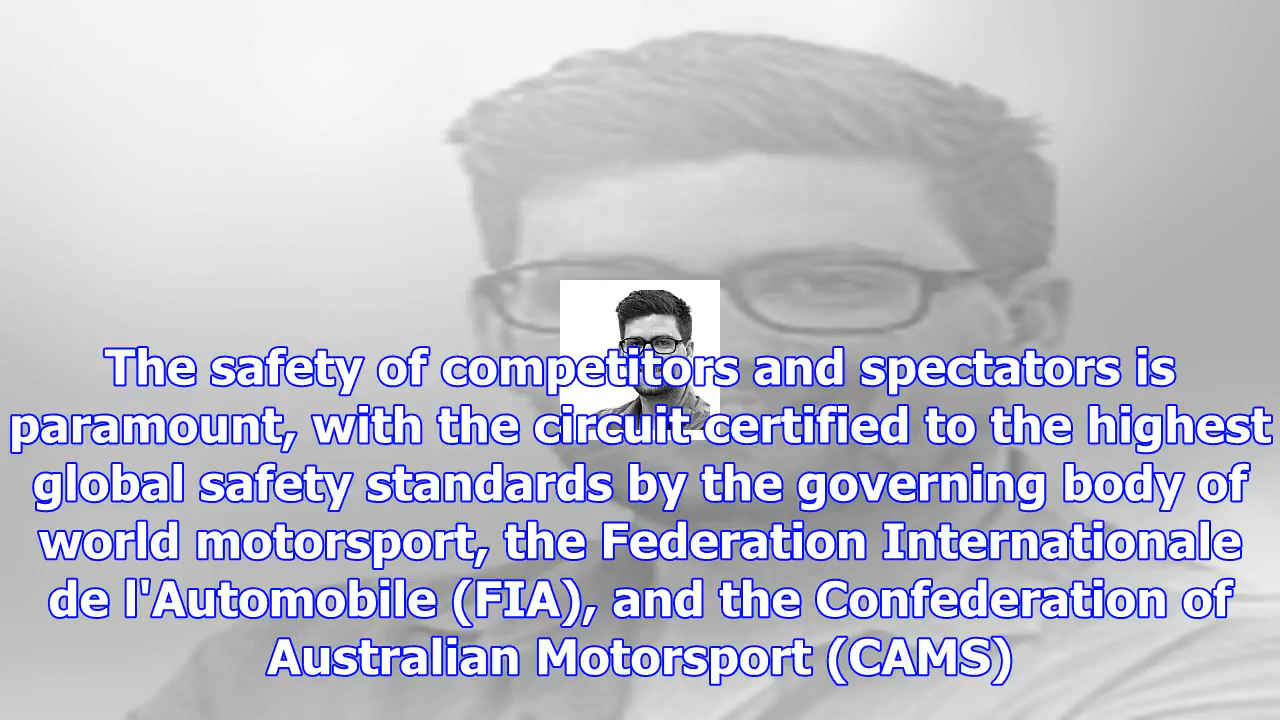 The safety of competitors and spectators is
paramount, with the circuit certified to the highest
global safety standards by the governing body of
world motorsport, the Federation Internationale
de l'Automobile (FIA), and the Confederation of
Australian Motorsport (CAMS)